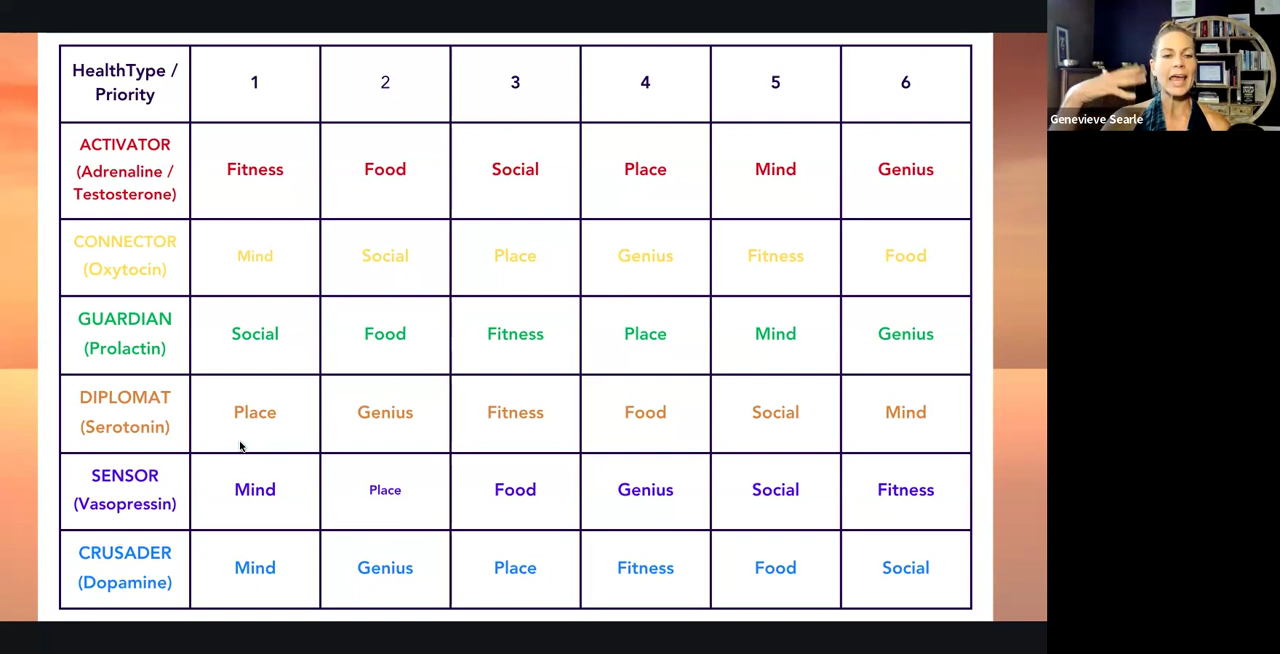 HealthType / Priority 1 2 3 4 5 6
ACTIVATOR (Adrenaline / Testosterone) Fitness Food Social Place Mind Genius
CONNECTOR (Oxytocin) Mind Social Place Genius Fitness Food
GUARDIAN (Prolactin) Social Food Fitness Place Mind Genius
DIPLOMAT (Serotonin) Place Genius Fitness Food Social Mind
SENSOR (Vasopressin) Mind Place Food Genius Social Fitness
CRUSADER (Dopamine) Mind Genius Place Fitness Food Social
Genevieve Searle